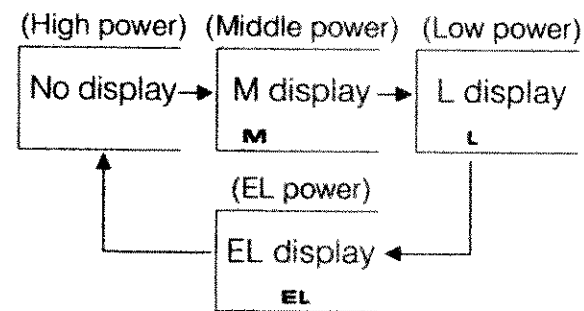 (High power) (Middle power) (Low power)
No display M display L display
M L
(EL power)
EL display
EL